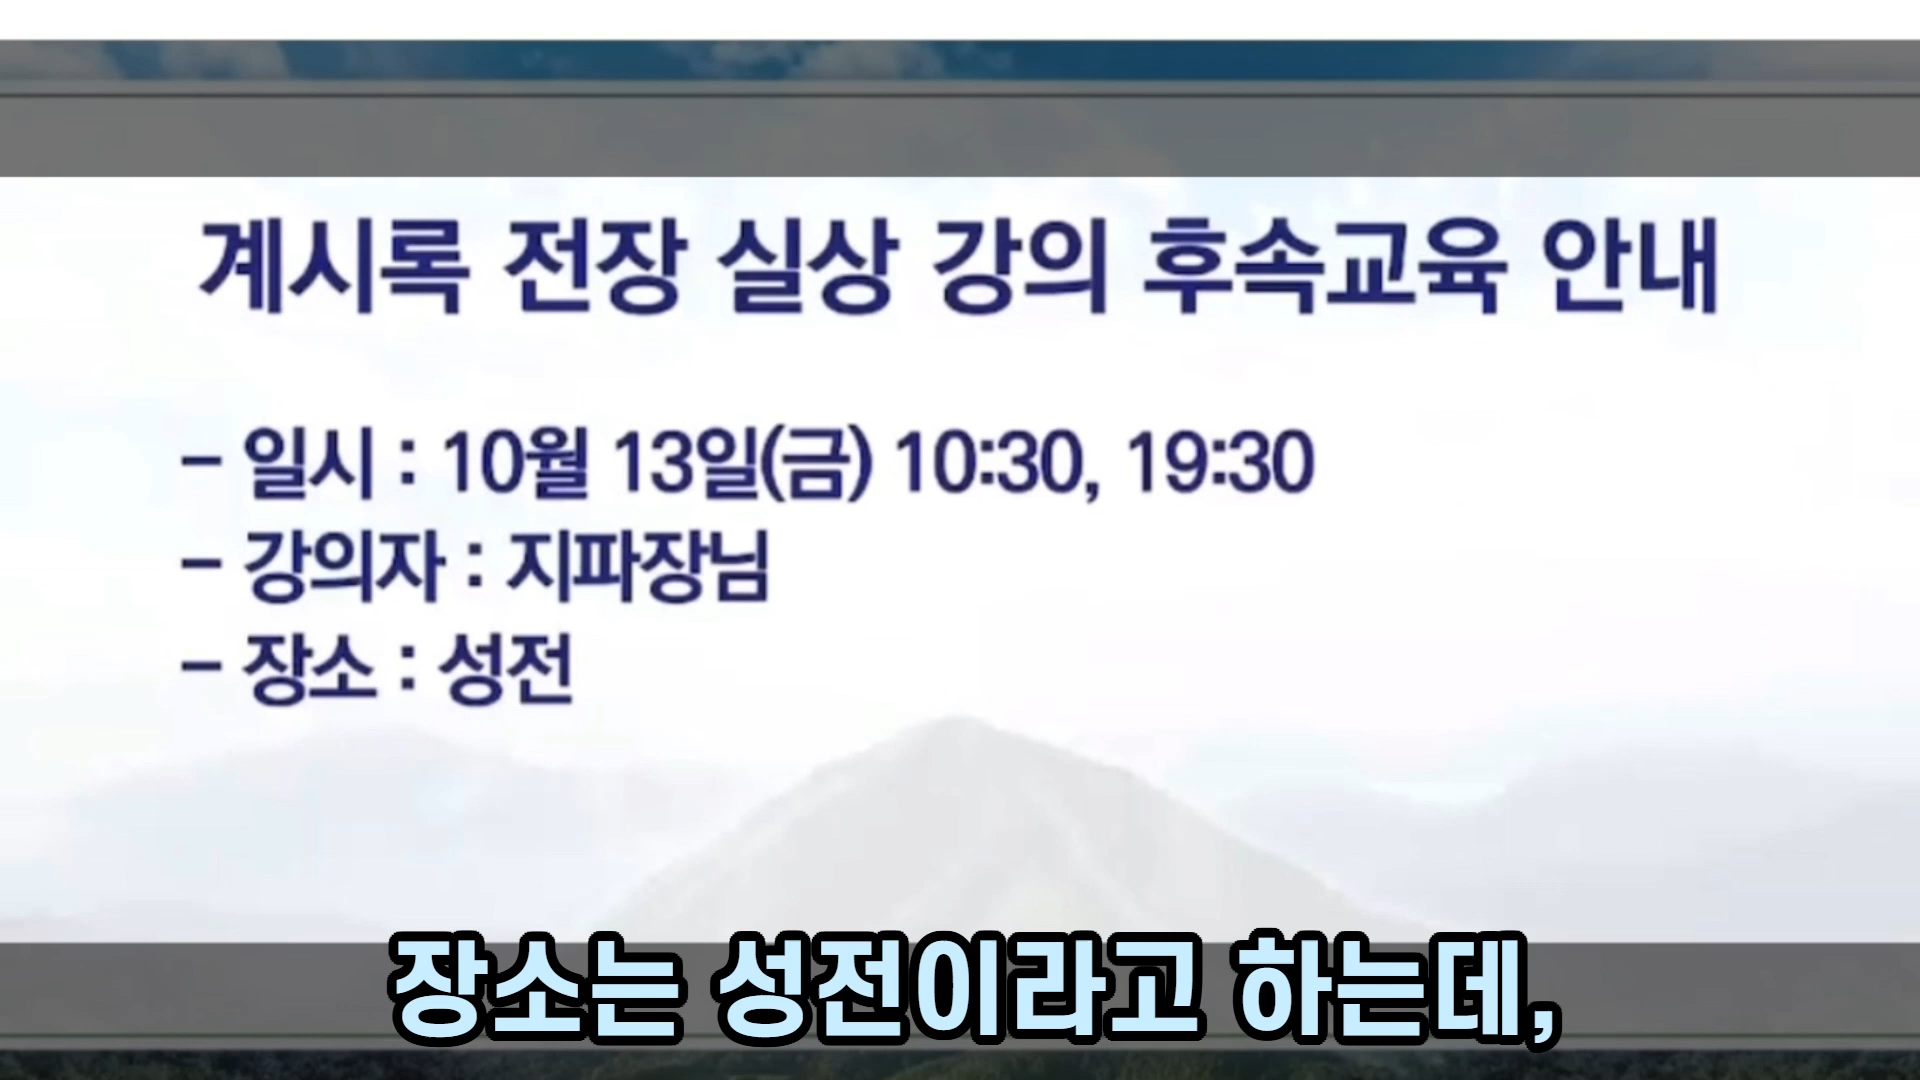 계시록 전장 실상 강의 후속교육 안내
- 일시 : 10월 13일(금) 10:30, 19:30
- 강의자 : 지파장님
- 장소 : 성전
장소는 성전이라고 하는데,